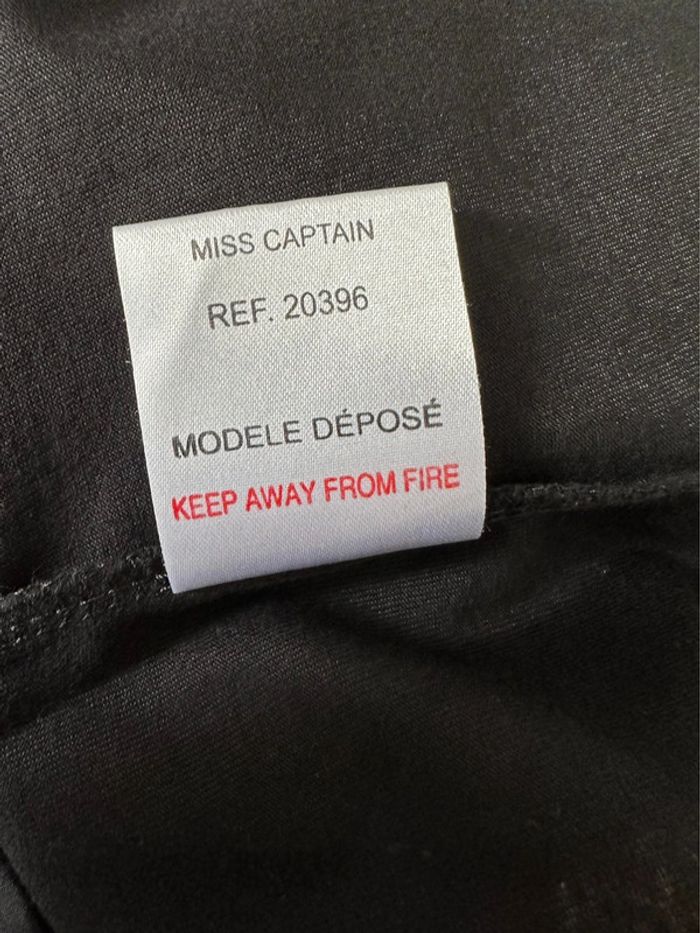 MISS CAPTAIN
REF. 20396
MODELE DÉPOSÉ
KEEP AWAY FROM FIRE